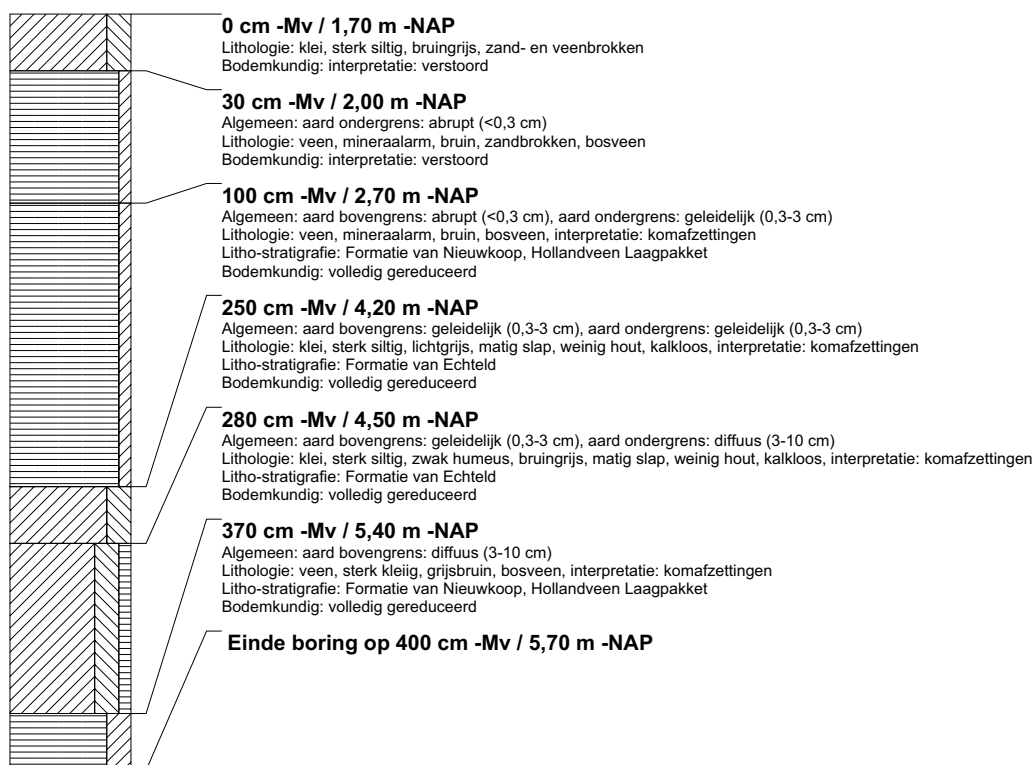 0 cm -Mv / 1,70 m -NAP
Lithologie: klei, sterk siltig, bruingrijs, zand- en veenbrokken
Bodemkundig: interpretatie: verstoord
30 cm -Mv / 2,00 m -NAP
Algemeen: aard ondergrens: abrupt (<0,3 cm)
Lithologie: veen, mineraalarm, bruin, zandbrokken, bosveen
Bodemkundig: interpretatie: verstoord
100 cm -Mv / 2,70 m -NAP
Algemeen: aard bovengrens: abrupt (<0,3 cm), aard ondergrens: geleidelijk (0,3-3 cm)
Lithologie: veen, mineraalarm, bruin, bosveen, interpretatie: komafzettingen
Litho-stratigrafie: Formatie van Nieuwkoop, Hollandveen Laagpakket
Bodemkundig: volledig gereduceerd
250 cm -Mv / 4,20 m -NAP
Algemeen: aard bovengrens: geleidelijk (0,3-3 cm), aard ondergrens: geleidelijk (0,3-3 cm)
Lithologie: klei, sterk siltig, lichtgrijs, matig slap, weinig hout, kalkloos, interpretatie: komafzettingen
Litho-stratigrafie: Formatie van Echteld
Bodemkundig: volledig gereduceerd
280 cm -Mv / 4,50 m -NAP
Algemeen: aard bovengrens: geleidelijk (0,3-3 cm), aard ondergrens: diffuus (3-10 cm)
Lithologie: klei, sterk siltig, zwak humeus, bruingrijs, matig slap, weinig hout, kalkloos, interpretatie: komafzettingen
Litho-stratigrafie: Formatie van Echteld
Bodemkundig: volledig gereduceerd
370 cm -Mv / 5,40 m -NAP
Algemeen: aard bovengrens: diffuus (3-10 cm)
Lithologie: veen, sterk kleiig, grijsbruin, bosveen, interpretatie: komafzettingen
Litho-stratigrafie: Formatie van Nieuwkoop, Hollandveen Laagpakket
Bodemkundig: volledig gereduceerd
Einde boring op 400 cm -Mv / 5,70 m -NAP